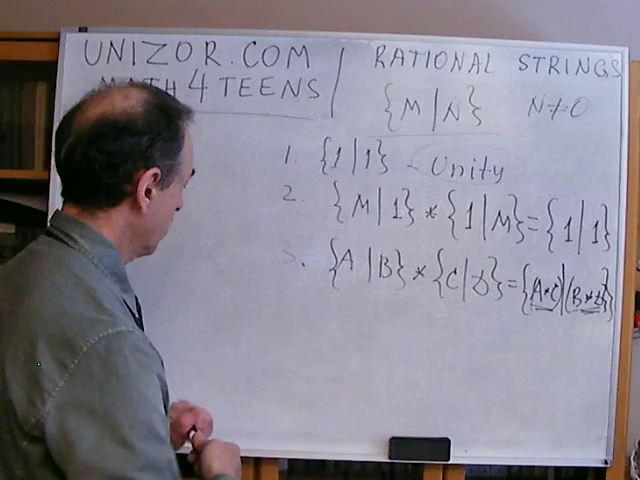 UNIZOR.COM
MATH 4 TEENS
RATIONAL STRINGS
{M|N} N≠0
1. {1|1} - Unity
2. {M|1} * {1|M} = {1|1}
3. {A|B} * {C|D} = {(A*C)|(B*D)}